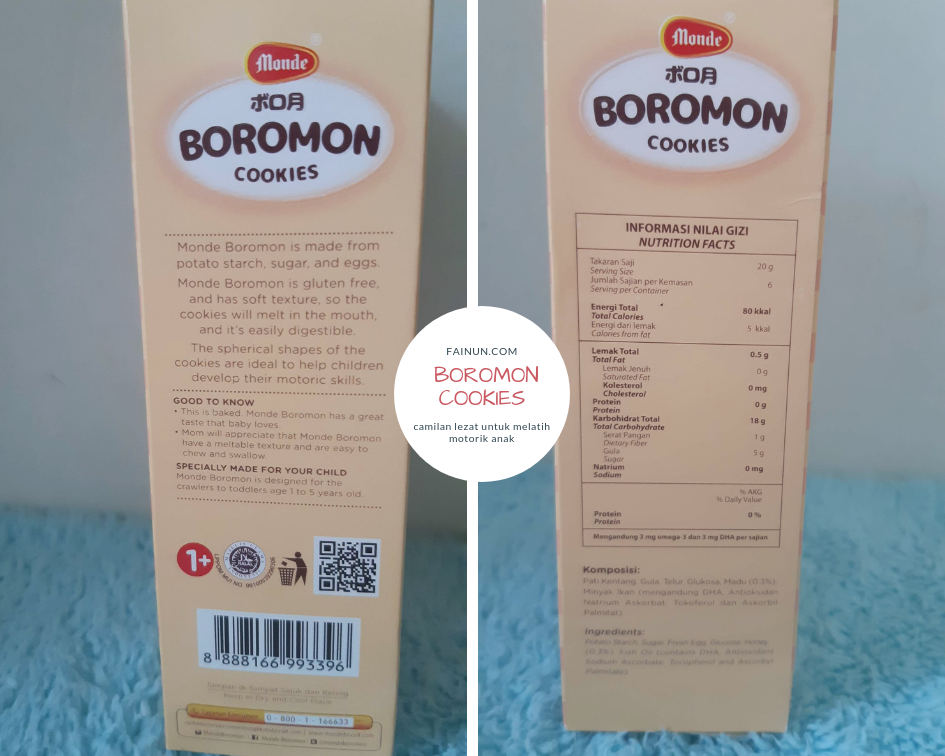 Monde
ボロ月
BOROMON
COOKIES
Monde Boromon is made from
potato starch, sugar, and eggs.
Monde Boromon is gluten free,
and has soft texture, so the
cookies will melt in the mouth,
and it's easily digestible.
The spherical shapes of the
cookies are ideal to help children
develop their motoric skills.
GOOD TO KNOW
• This is baked. Monde Boromon has a great
taste that baby loves.
• Mom will appreciate that Monde Boromon
have a meltable texture and are easy to
chew and swallow.
SPECIALLY MADE FOR YOUR CHILD
Monde Boromon is designed for the
crawlers to toddlers age 1 to 5 years old.
1+
HALAL
8 888166 993396
Simpan di Tempat Sejuk dan Kering
Keep in Dry and Cool Place
0 - 800 - 1 - 166633
FAINUN.COM
BOROMON
COOKIES
camilan lezat untuk melatih
motorik anak
Monde
ボロ月
BOROMON
COOKIES
INFORMASI NILAI GIZI
NUTRITION FACTS
Takaran Saji 20 g
Serving Size
Jumlah Sajian per Kemasan 6
Serving per Container
Energi Total 80 kkal
Total Calories
Energi dari lemak 5 kkal
Calories from fat
Lemak Total 0.5 g
Total Fat
Lemak Jenuh 0 g
Saturated Fat
Kolesterol 0 mg
Cholesterol
Protein 0 g
Protein
Karbohidrat Total 18 g
Total Carbohydrate
Serat Pangan 1 g
Dietary Fiber
Gula 5 g
Sugar
Natrium 0 mg
Sodium
% AKG
% Daily Value
Protein 0 %
Protein
Mengandung 3 mg omega-3 dan 3 mg DHA per sajian
Komposisi:
Pati Kentang, Gula, Telur, Glukosa, Madu (0.3%),
Minyak Ikan (mengandung DHA, Antioksidan
Natrium Askorbat, Tokoferol dan Askorbil
Palmitat).
Ingredients:
Potato Starch, Sugar, Fresh Egg, Glucose, Honey
(0.3%), Fish Oil (contains DHA, Antioxidant
Sodium Ascorbate, Tocopherol and Ascorbyl
Palmitate).